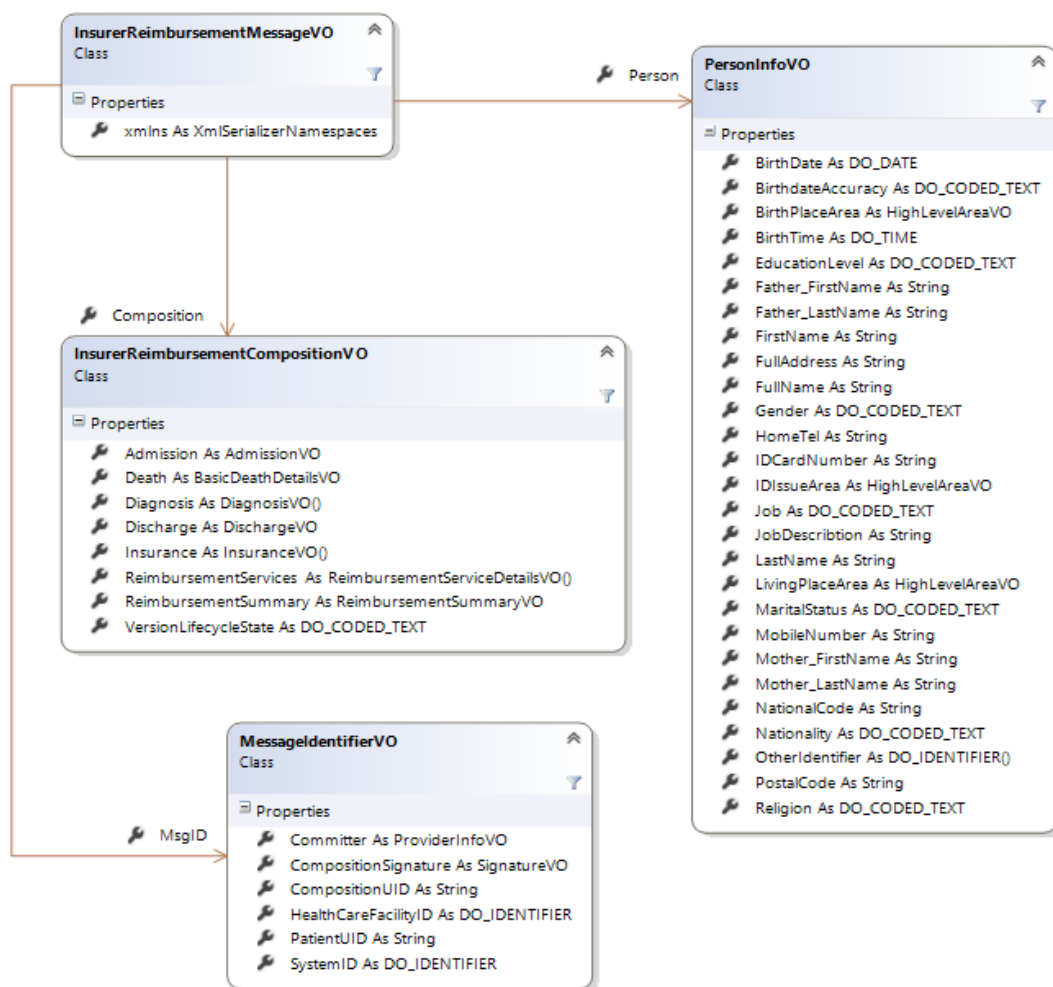 InsurerReimbursementMessageVO
Class
Properties
xmlns As XmlSerializerNamespaces
Person
PersonInfoVO
Class
Properties
BirthDate As DO_DATE
BirthdateAccuracy As DO_CODED_TEXT
BirthPlaceArea As HighLevelAreaVO
BirthTime As DO_TIME
EducationLevel As DO_CODED_TEXT
Father_FirstName As String
Father_LastName As String
FirstName As String
FullAddress As String
FullName As String
Gender As DO_CODED_TEXT
HomeTel As String
IDCardNumber As String
IDIssueArea As HighLevelAreaVO
Job As DO_CODED_TEXT
JobDescribtion As String
LastName As String
LivingPlaceArea As HighLevelAreaVO
MaritalStatus As DO_CODED_TEXT
MobileNumber As String
Mother_FirstName As String
Mother_LastName As String
NationalCode As String
Nationality As DO_CODED_TEXT
OtherIdentifier As DO_IDENTIFIER()
PostalCode As String
Religion As DO_CODED_TEXT
Composition
InsurerReimbursementCompositionVO
Class
Properties
Admission As AdmissionVO
Death As BasicDeathDetailsVO
Diagnosis As DiagnosisVO()
Discharge As DischargeVO
Insurance As InsuranceVO()
ReimbursementServices As ReimbursementServiceDetailsVO()
ReimbursementSummary As ReimbursementSummaryVO
VersionLifecycleState As DO_CODED_TEXT
MsgID
MessageIdentifierVO
Class
Properties
Committer As ProviderInfoVO
CompositionSignature As SignatureVO
CompositionUID As String
HealthCareFacilityID As DO_IDENTIFIER
PatientUID As String
SystemID As DO_IDENTIFIER